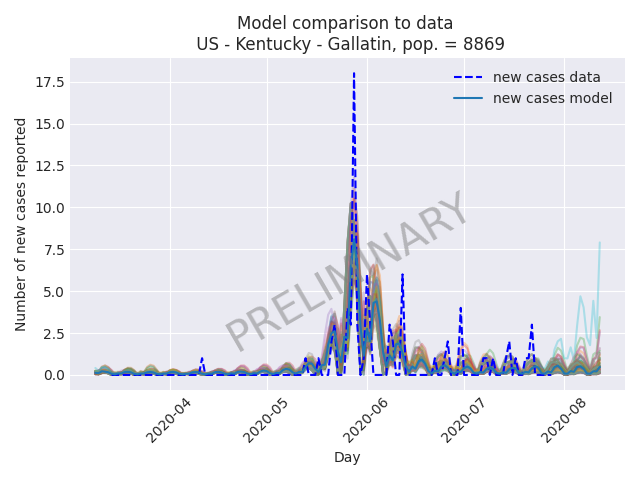 Model comparison to data
US - Kentucky - Gallatin, pop. = 8869
new cases data
new cases model
Number of new cases reported
17.5
15.0
12.5
10.0
7.5
5.0
2.5
0.0
PRELIMINARY
2020-04
2020-05
2020-06
2020-07
2020-08
Day